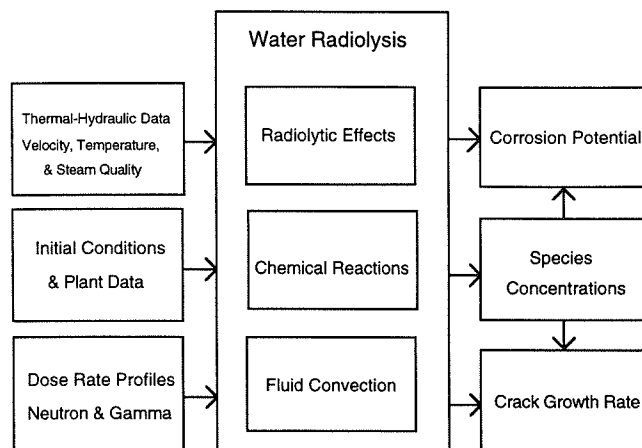 Water Radiolysis
Thermal-Hydraulic Data
Velocity, Temperature,
& Steam Quality
Initial Conditions
& Plant Data
Dose Rate Profiles
Neutron & Gamma
Radiolytic Effects
Chemical Reactions
Fluid Convection
Corrosion Potential
Species
Concentrations
Crack Growth Rate